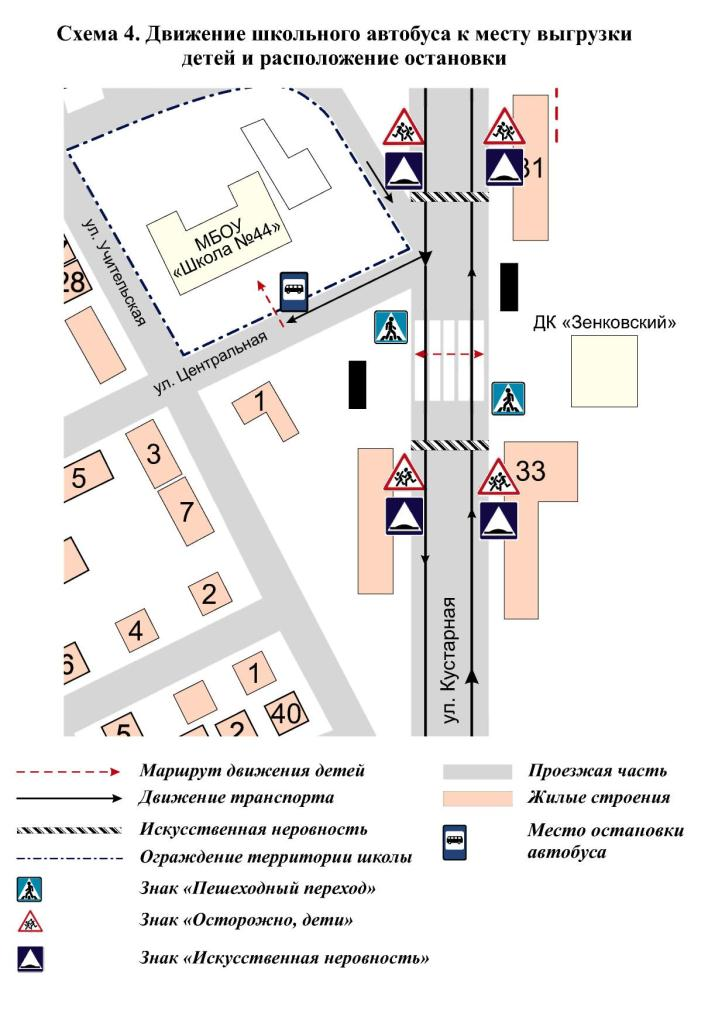 Схема 4. Движение школьного автобуса к месту выгрузки
детей и расположение остановки
31
МБОУ
«Школа №44»
ул. Учительская
28
ДК «Зенковский»
ул. Центральная
1
3
5
33
7
2
4
6
1
40
5
2
ул. Кустарная
Маршрут движения детей
Движение транспорта
Искусственная неровность
Ограждение территории школы
Знак «Пешеходный переход»
Знак «Осторожно, дети»
Знак «Искусственная неровность»
Проезжая часть
Жилые строения
Место остановки
автобуса